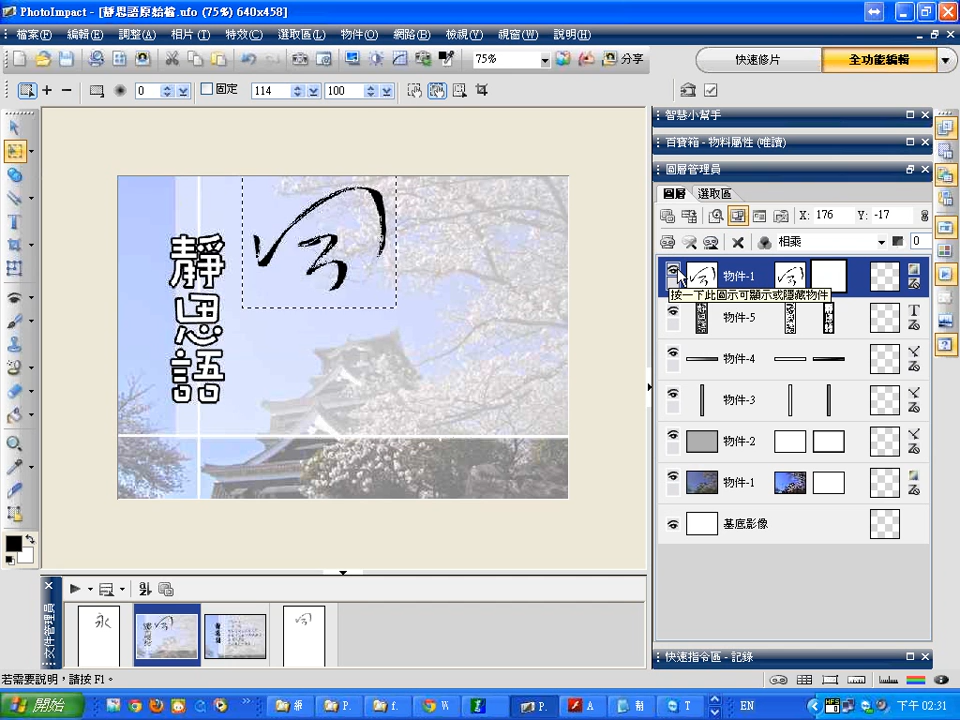 PhotoImpact - [靜思語原始檔.ufo (75%) 640x458]
檔案(F) 編輯(E) 調整(A) 相片(I) 特效(C) 選取區(L) 物件(O) 網路(B) 檢視(V) 視窗(W) 說明(H)
75% 分享 快速修片 全功能編輯
0 固定 114 100
智慧小幫手
百寶箱 - 物料屬性 (唯讀)
圖層管理員
圖層 選取區
X: 176 Y: -17
相乘 0
物件-1
按一下此圖示可顯示或隱藏物件
物件-5
物件-4
物件-3
物件-2
物件-1
基底影像
靜思語
文件管理員
永
快速指令區 - 記錄
若需要說明，請按 F1。
開始
P.
f.
W
P.
A
T
EN
下午 02:31